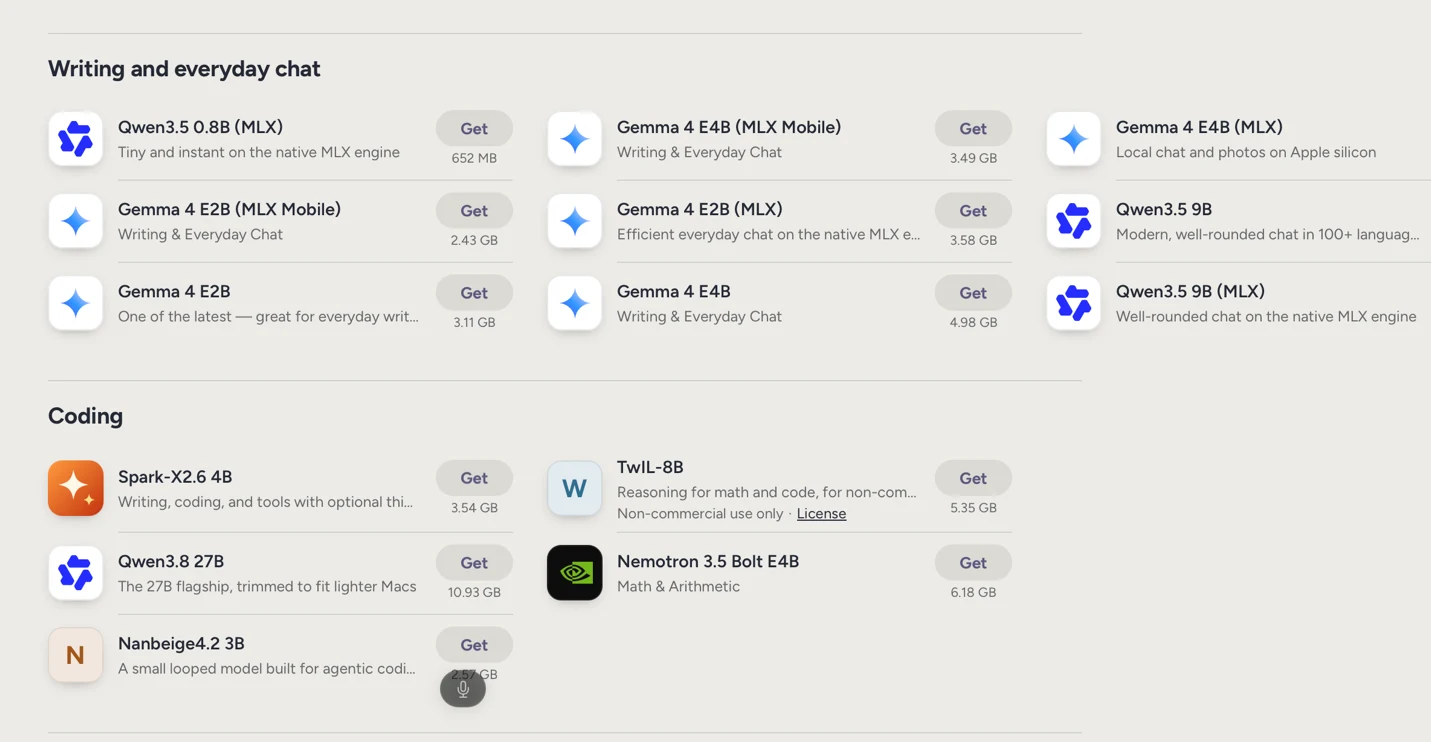 Writing and everyday chat
Qwen3.5 0.8B (MLX)
Tiny and instant on the native MLX engine
Get
652 MB
Gemma 4 E4B (MLX Mobile)
Writing & Everyday Chat
Get
3.49 GB
Gemma 4 E4B (MLX)
Local chat and photos on Apple silicon
Gemma 4 E2B (MLX Mobile)
Writing & Everyday Chat
Get
2.43 GB
Gemma 4 E2B (MLX)
Efficient everyday chat on the native MLX e...
Get
3.58 GB
Qwen3.5 9B
Modern, well-rounded chat in 100+ languag...
Gemma 4 E2B
One of the latest — great for everyday writ...
Get
3.11 GB
Gemma 4 E4B
Writing & Everyday Chat
Get
4.98 GB
Qwen3.5 9B (MLX)
Well-rounded chat on the native MLX engine
Coding
Spark-X2.6 4B
Writing, coding, and tools with optional thi...
Get
3.54 GB
W
TwIL-8B
Reasoning for math and code, for non-com...
Non-commercial use only · License
Get
5.35 GB
Qwen3.8 27B
The 27B flagship, trimmed to fit lighter Macs
Get
10.93 GB
Nemotron 3.5 Bolt E4B
Math & Arithmetic
Get
6.18 GB
N
Nanbeige4.2 3B
A small looped model built for agentic codi...
Get
2.57 GB